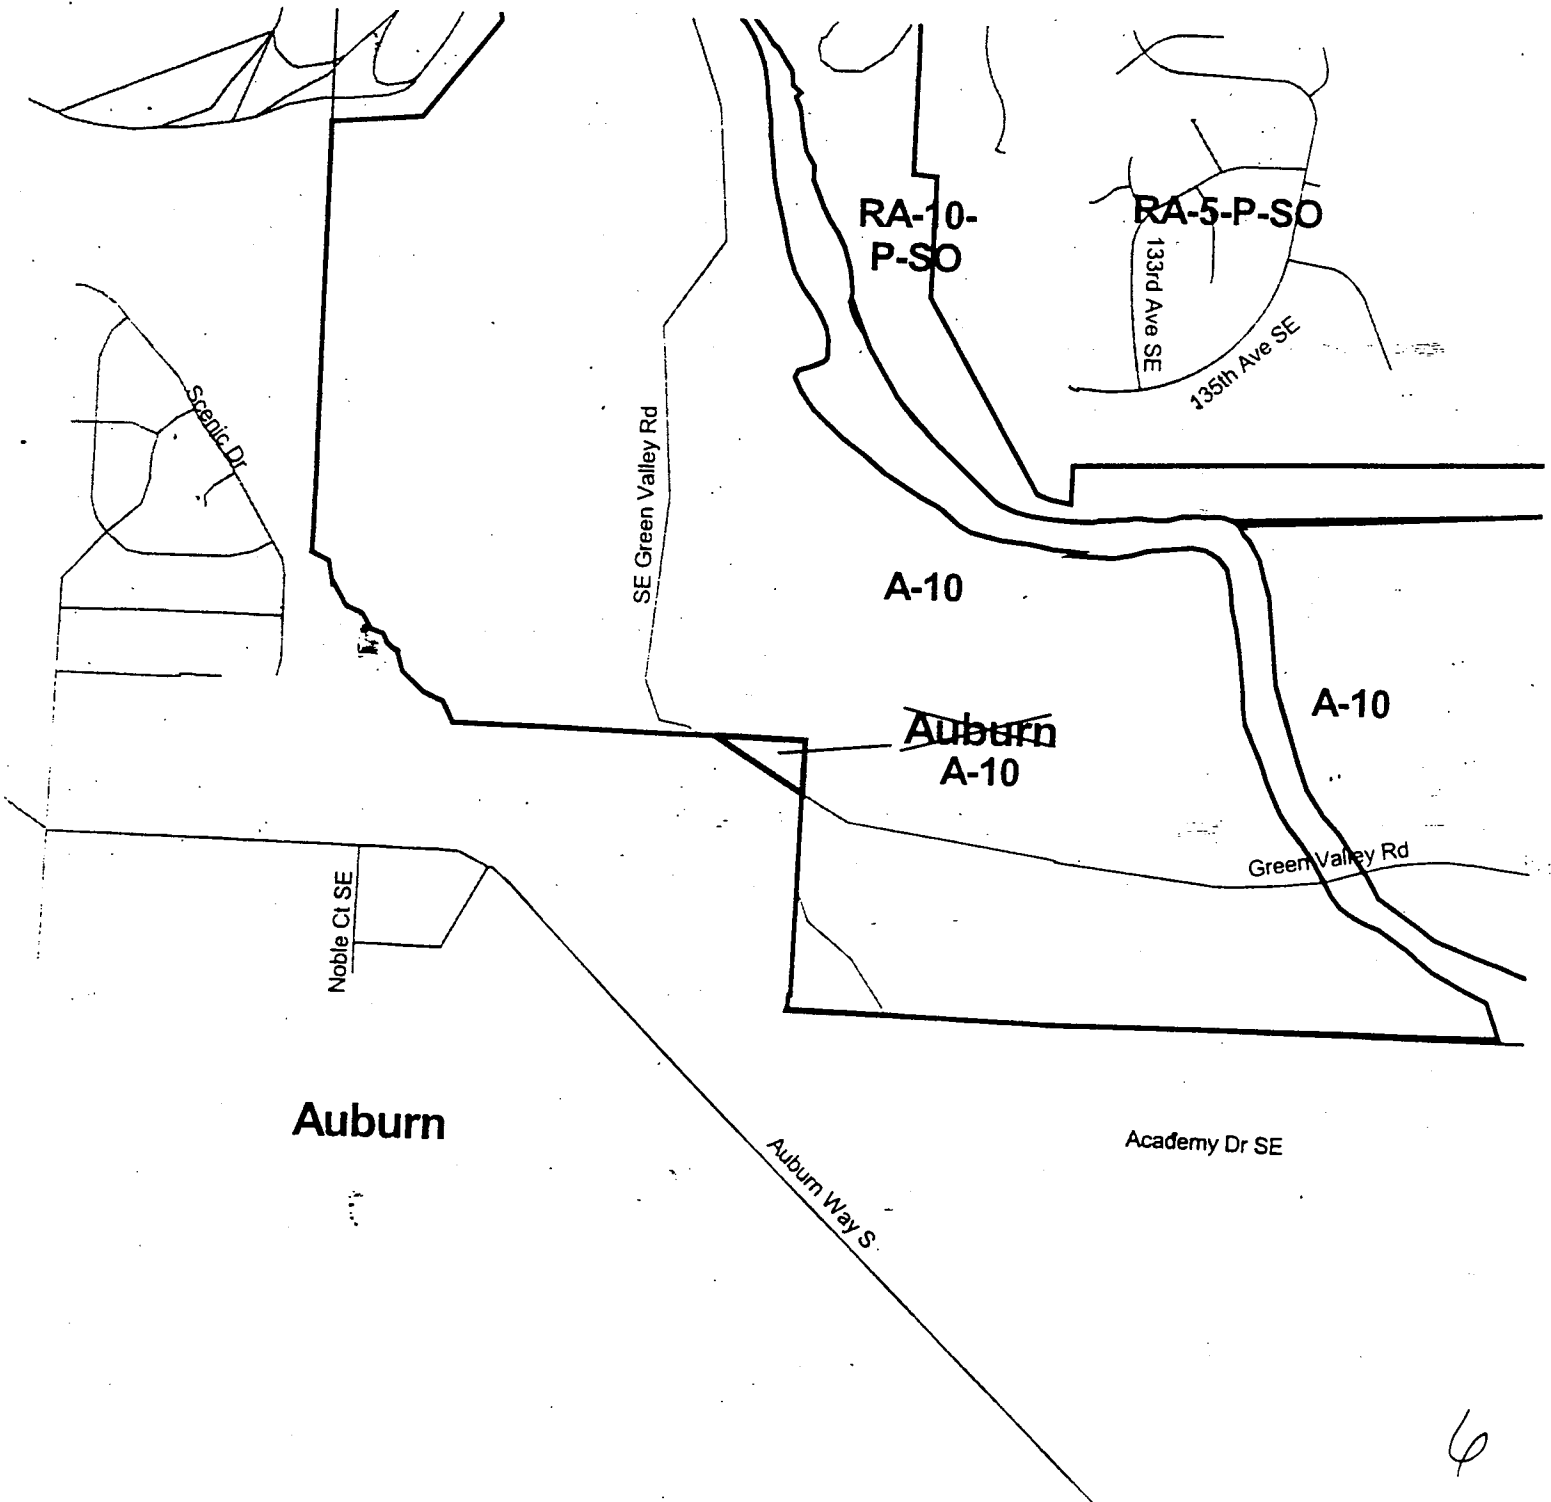 RA-10-
P-SO
RA-5-P-SO
133rd Ave SE
135th Ave SE
Scenic Dr
SE Green Valley Rd
A-10
A-10
Auburn
A-10
Green Valley Rd
Noble Ct SE
Auburn
Academy Dr SE
Auburn Way S
6